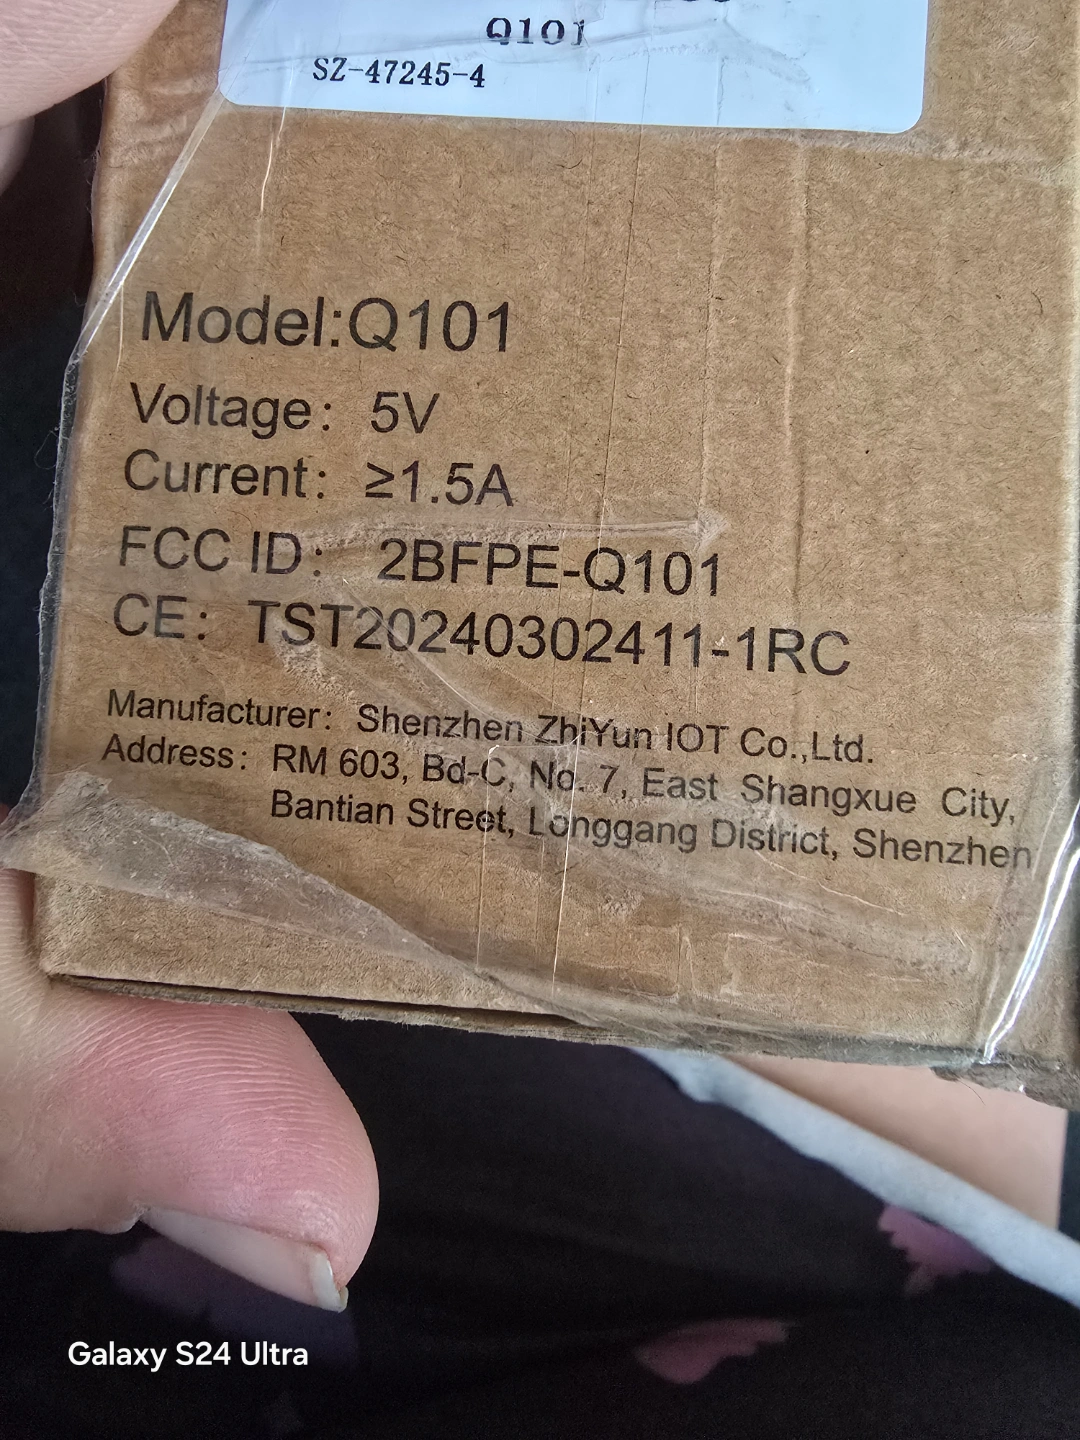 Q101
SZ-47245-4
Model:Q101
Voltage: 5V
Current: ≥1.5A
FCC ID: 2BFPE-Q101
CE: TST20240302411-1RC
Manufacturer: Shenzhen ZhiYun IOT Co.,Ltd.
Address: RM 603, Bd-C, No. 7, East Shangxue City,
Bantian Street, Longgang District, Shenzhen
Galaxy S24 Ultra